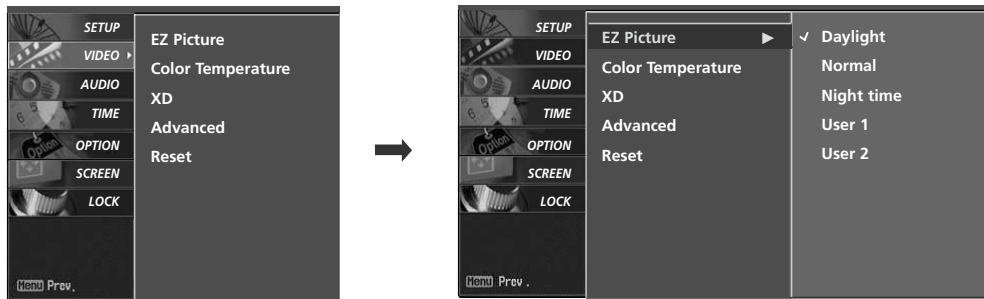 SETUP
VIDEO
AUDIO
TIME
OPTION
SCREEN
LOCK
Menu Prev.
EZ Picture
Color Temperature
XD
Advanced
Reset
SETUP
VIDEO
AUDIO
TIME
OPTION
SCREEN
LOCK
Menu Prev.
EZ Picture
Color Temperature
XD
Advanced
Reset
Daylight
Normal
Night time
User 1
User 2